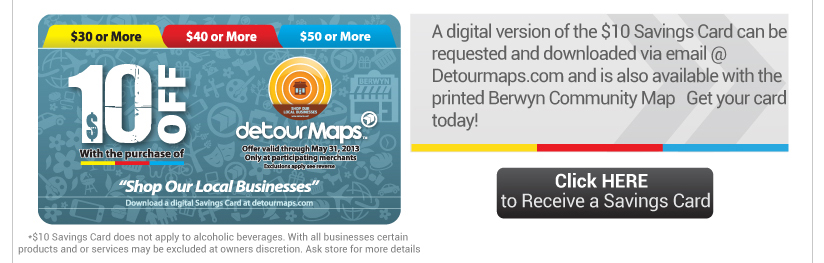 $30 or More
$40 or More
$50 or More
$10 OFF
With the purchase of
BERWYN
SHOP OUR
LOCAL BUSINESSES
detourMaps™
Offer valid through May 31, 2013
Only at participating merchants
Exclusions apply see reverse
“Shop Our Local Businesses”
Download a digital Savings Card at detourmaps.com
*$10 Savings Card does not apply to alcoholic beverages. With all businesses certain
products and or services may be excluded at owners discretion. Ask store for more details
A digital version of the $10 Savings Card can be
requested and downloaded via email @
Detourmaps.com and is also available with the
printed Berwyn Community Map Get your card
today!
Click HERE
to Receive a Savings Card